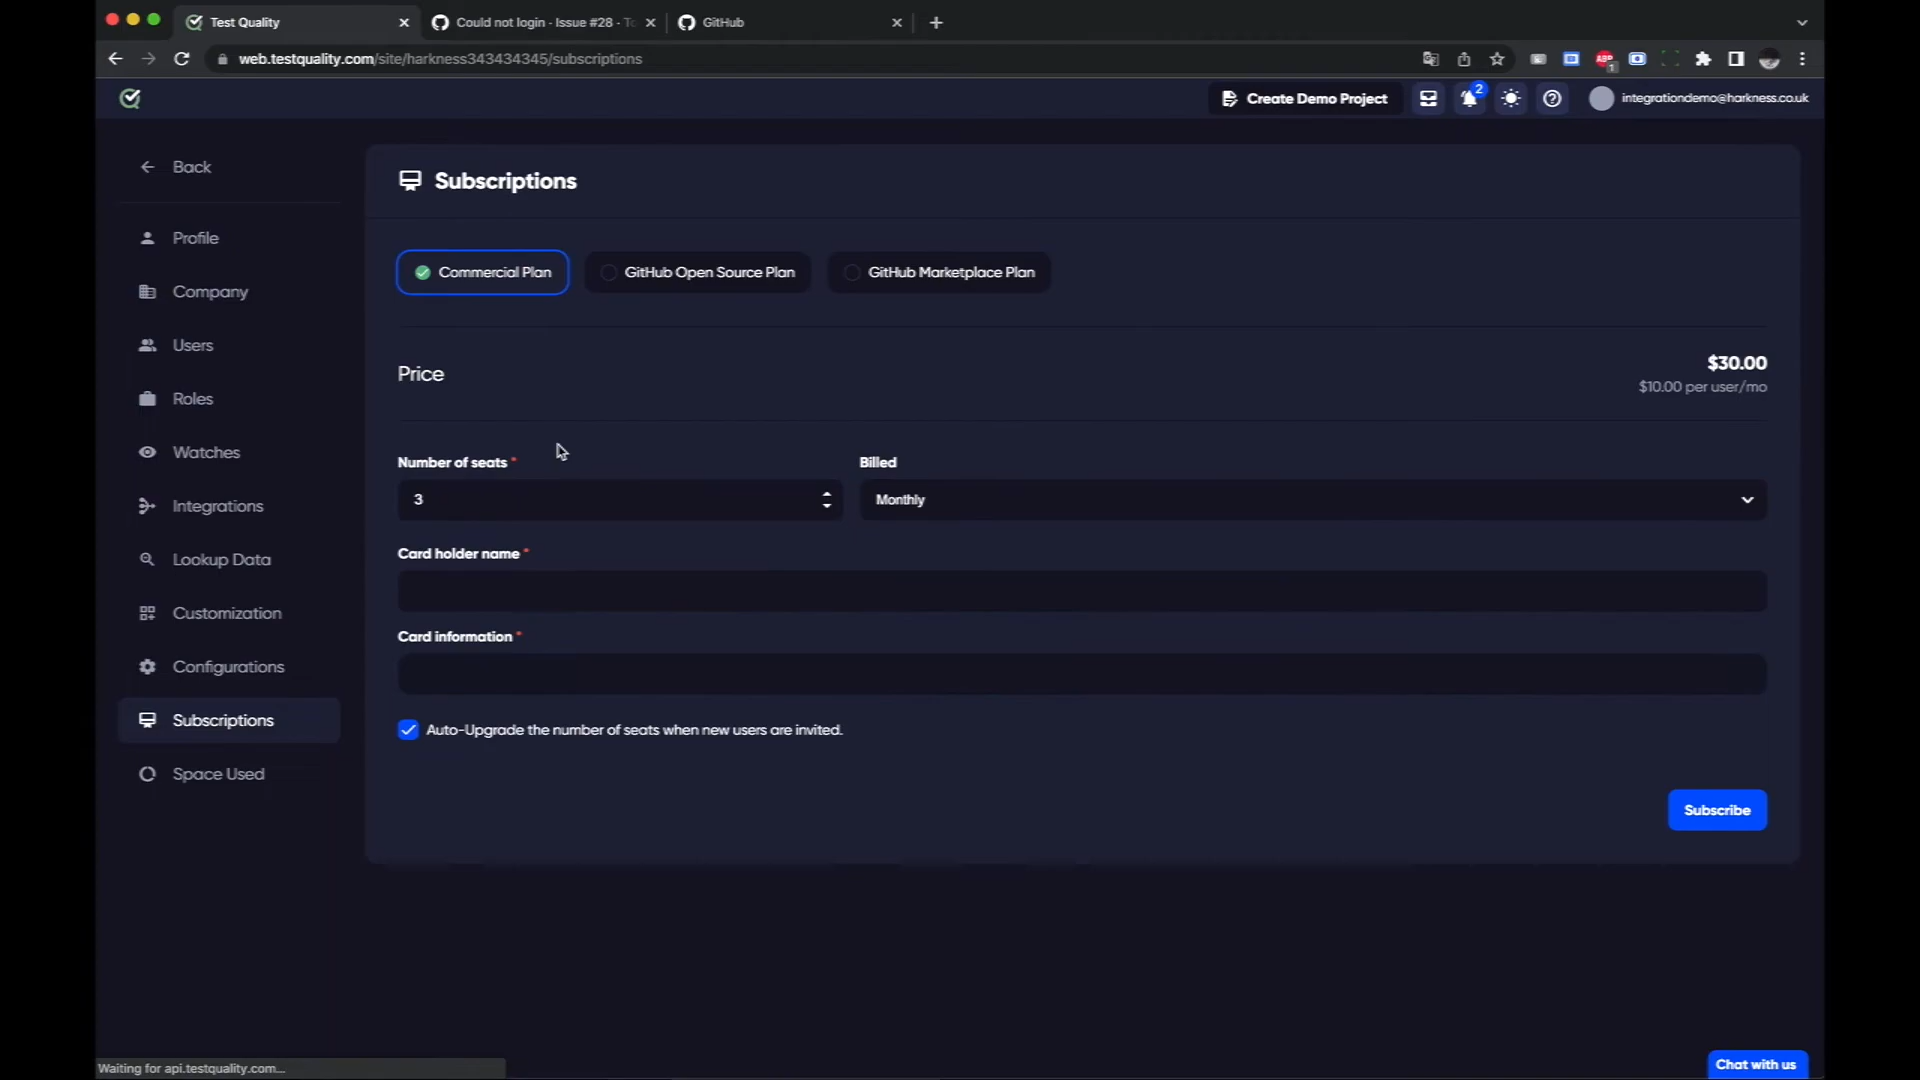 Test Quality
Could not login · Issue #28 · To
GitHub
web.testquality.com/site/harkness343434345/subscriptions
ABP
1
Create Demo Project
2
integrationdemo@harkness.co.uk
Back
Profile
Company
Users
Roles
Watches
Integrations
Lookup Data
Customization
Configurations
Subscriptions
Space Used
Subscriptions
Commercial Plan
GitHub Open Source Plan
GitHub Marketplace Plan
Price
$30.00
$10.00 per user/mo
Number of seats *
Billed
3
Monthly
Card holder name *
Card information *
Auto-Upgrade the number of seats when new users are invited.
Subscribe
Waiting for api.testquality.com...
Chat with us